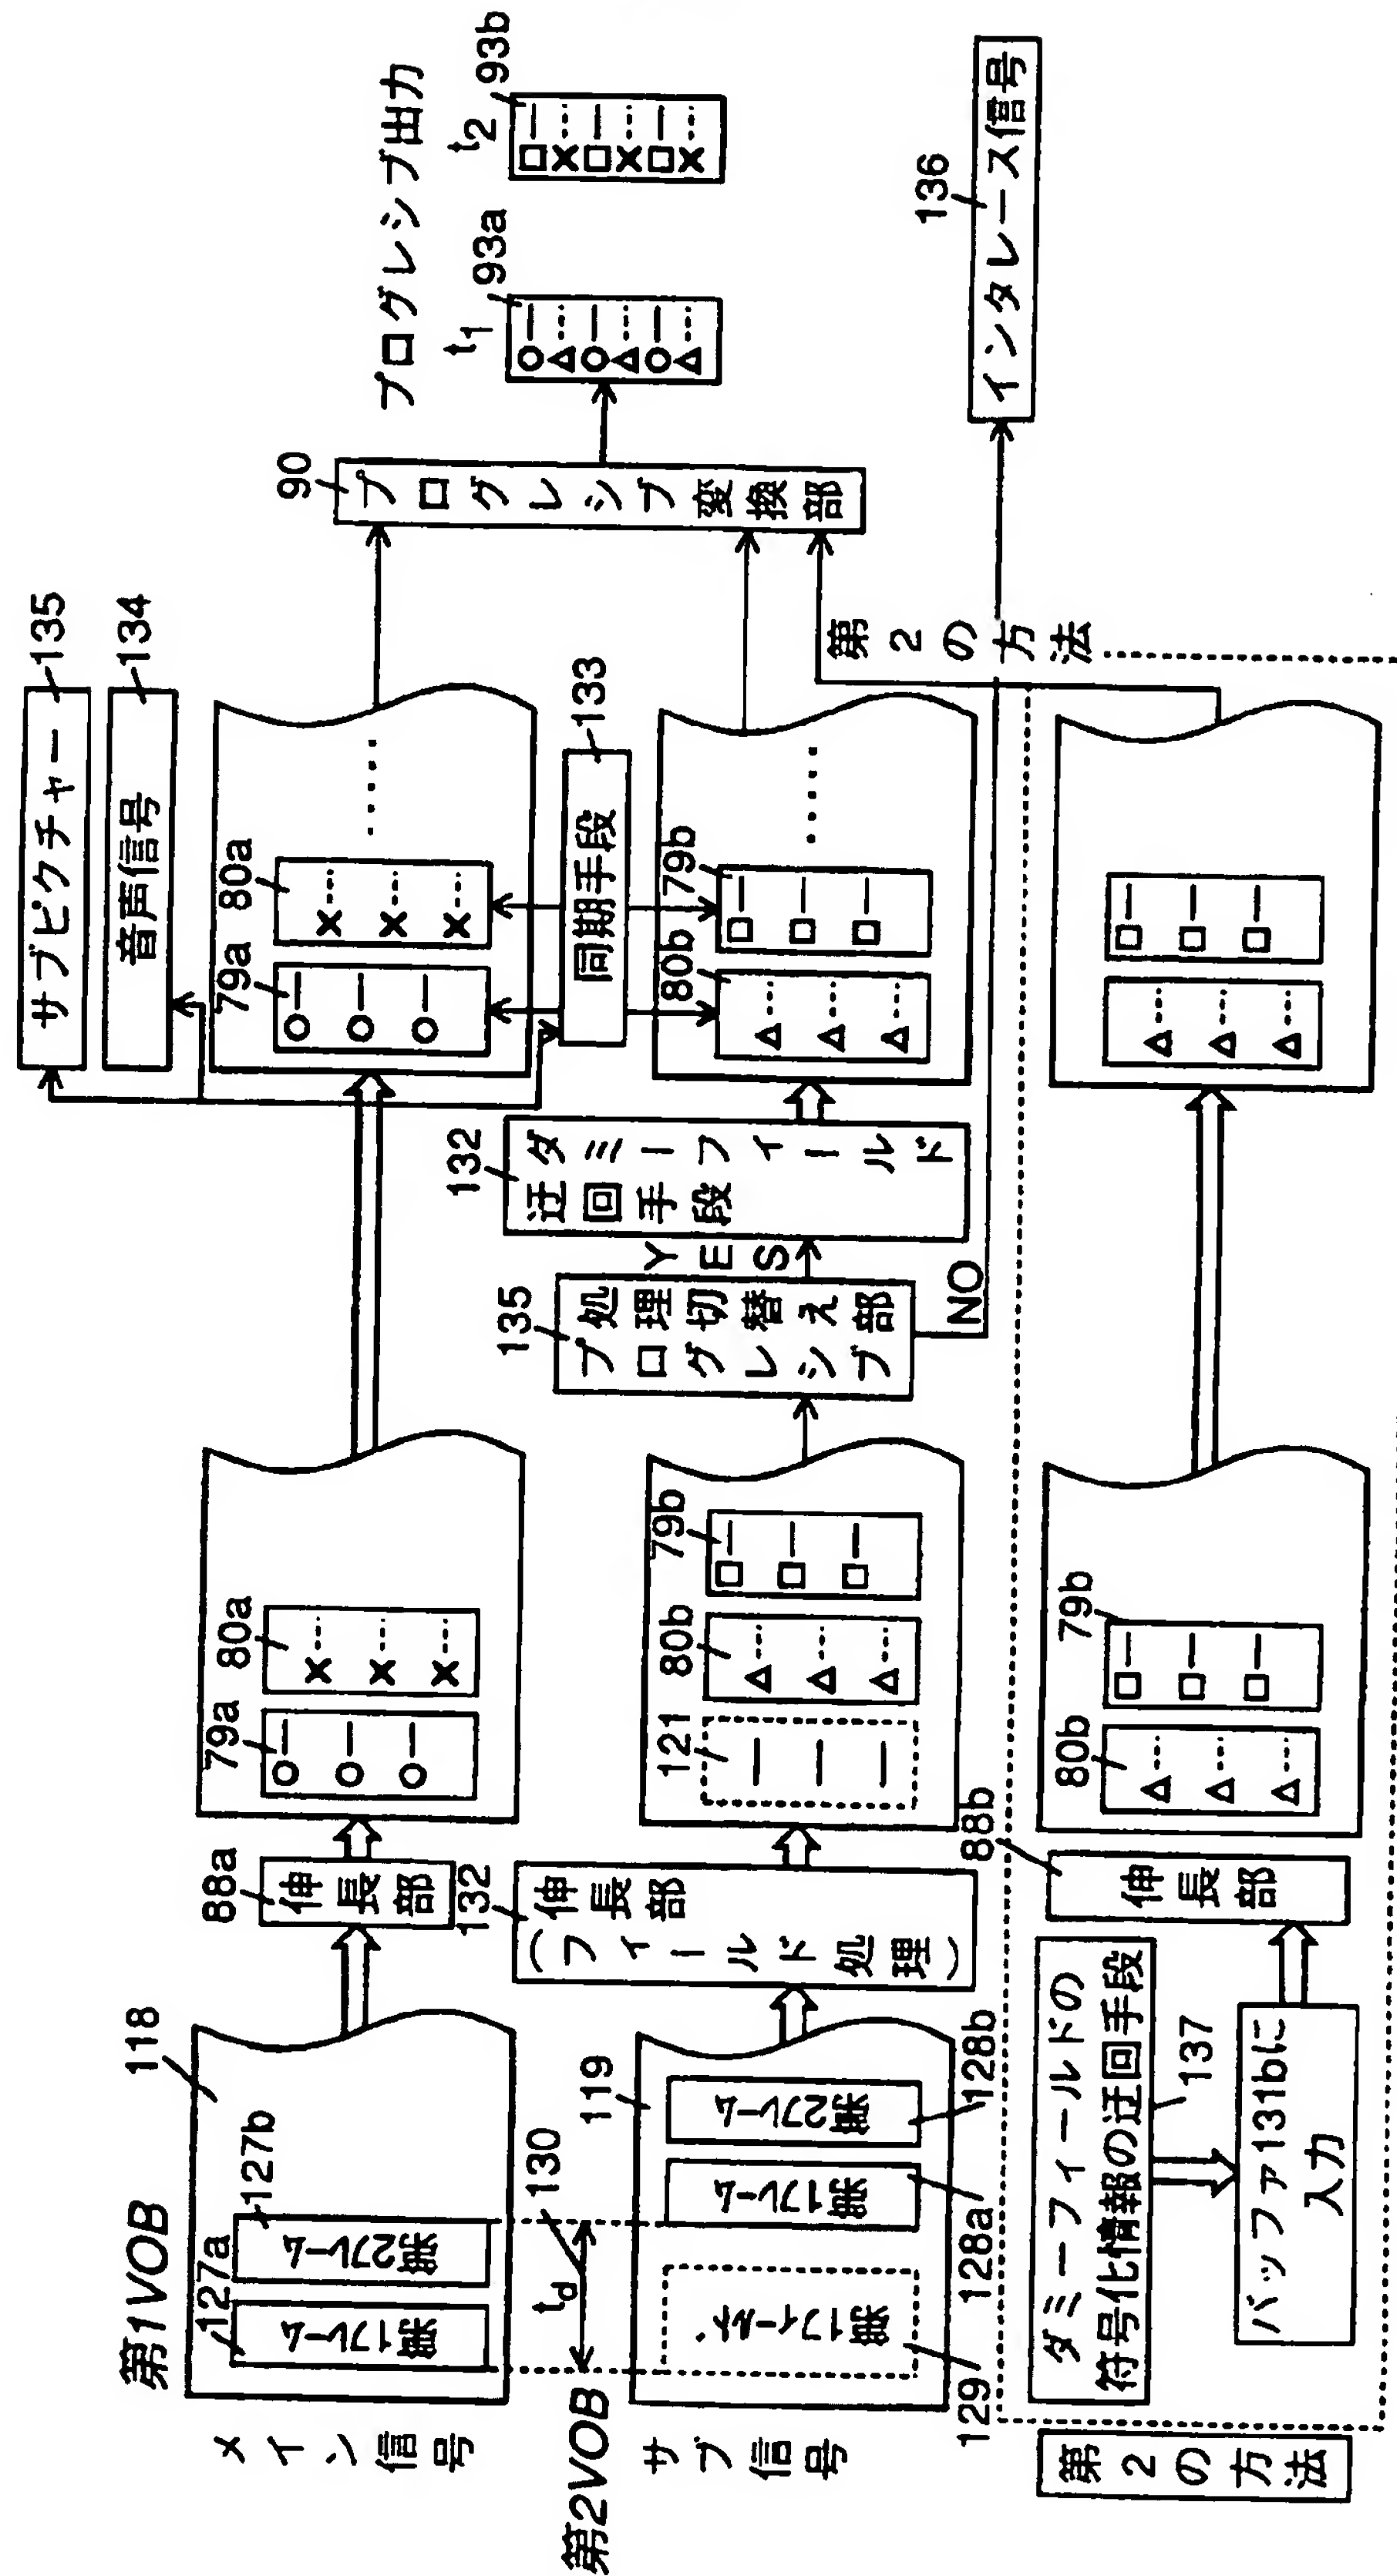 第1VOB
118
メイン信号
127a
127b
第1フレーム
第2フレーム
88a
伸長部
79a
80a
79a
80a
サブピクチャー
135
音声信号
134
同期手段
133
90
プログレシブ変換部
プログレシブ出力
t1
93a
t2
93b
第2VOB
td
130
サブ信号
119
第1フィールド
第1フレーム
第2フレーム
129
128a
128b
132
伸長部
(フィールド処理)
121
80b
79b
135
プログレシブ
処理切替え部
YES
NO
132
ダミーフィールド
迂回手段
80b
79b
136
インタレース信号
第2の方法
第2の方法
ダミーフィールドの
符号化情報の迂回手段
137
バッファ131bに
入力
88b
伸長部
80b
79b